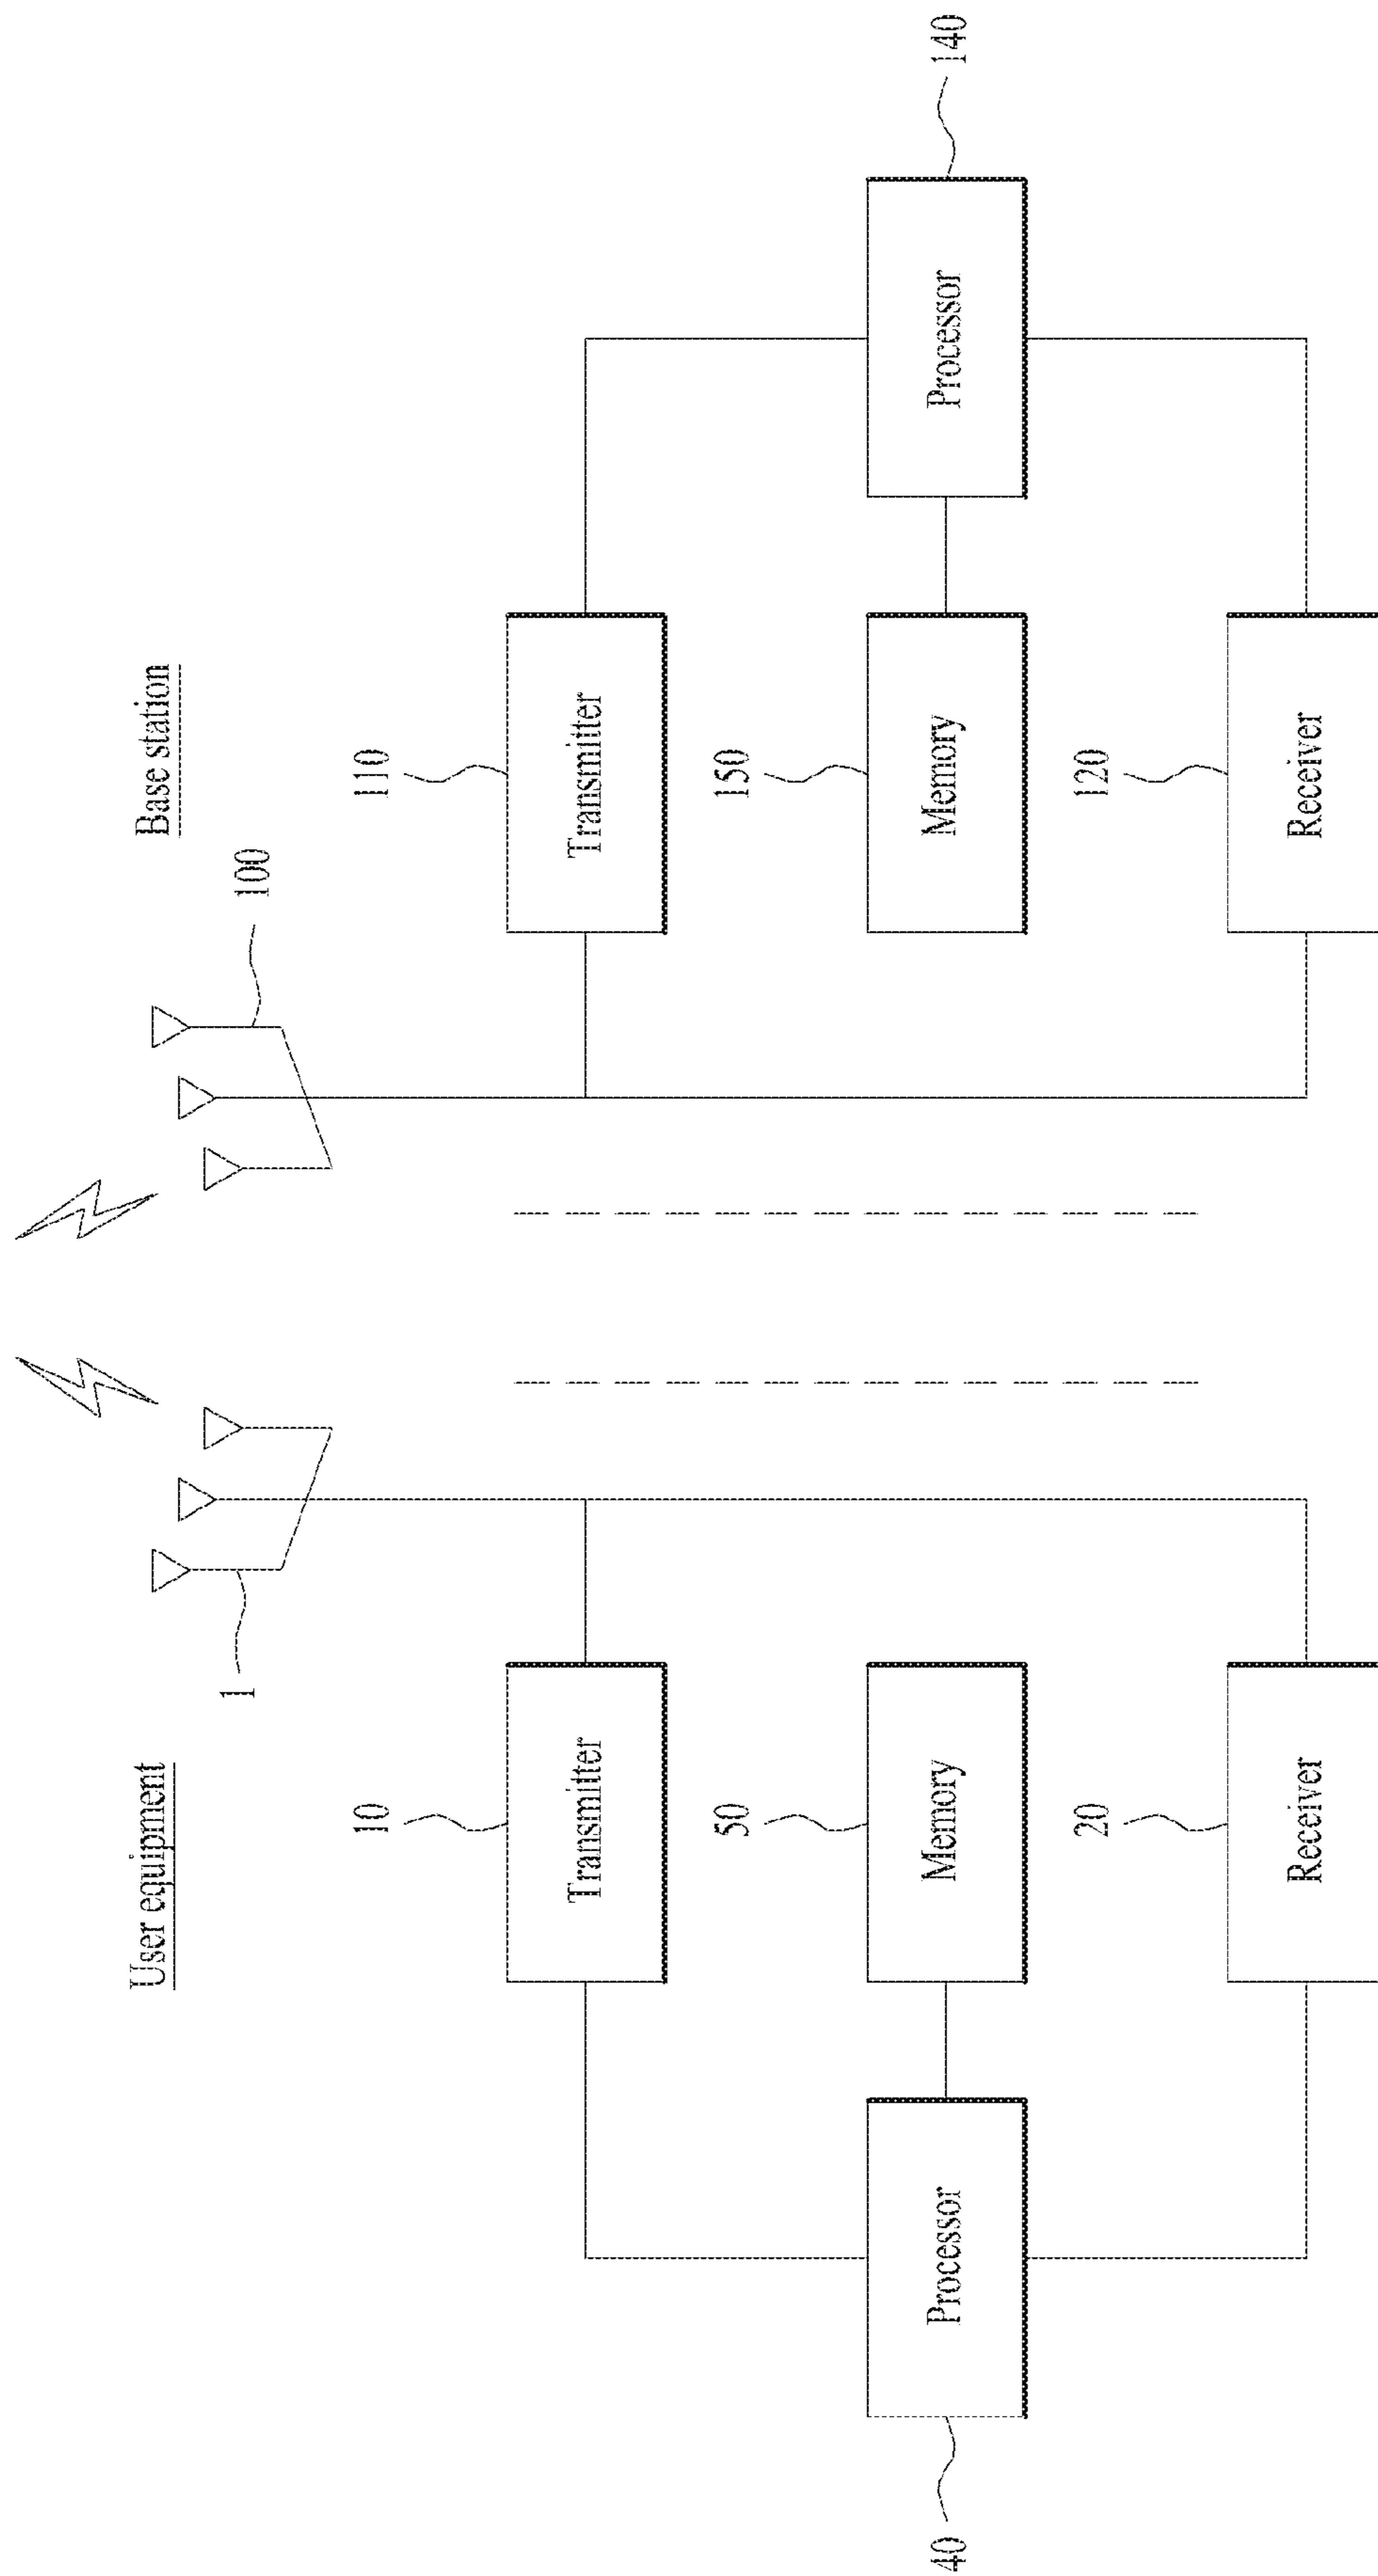 User equipment
Base station
1
100
10
Transmitter
110
Transmitter
40
Processor
50
Memory
150
Memory
Processor
140
20
Receiver
120
Receiver